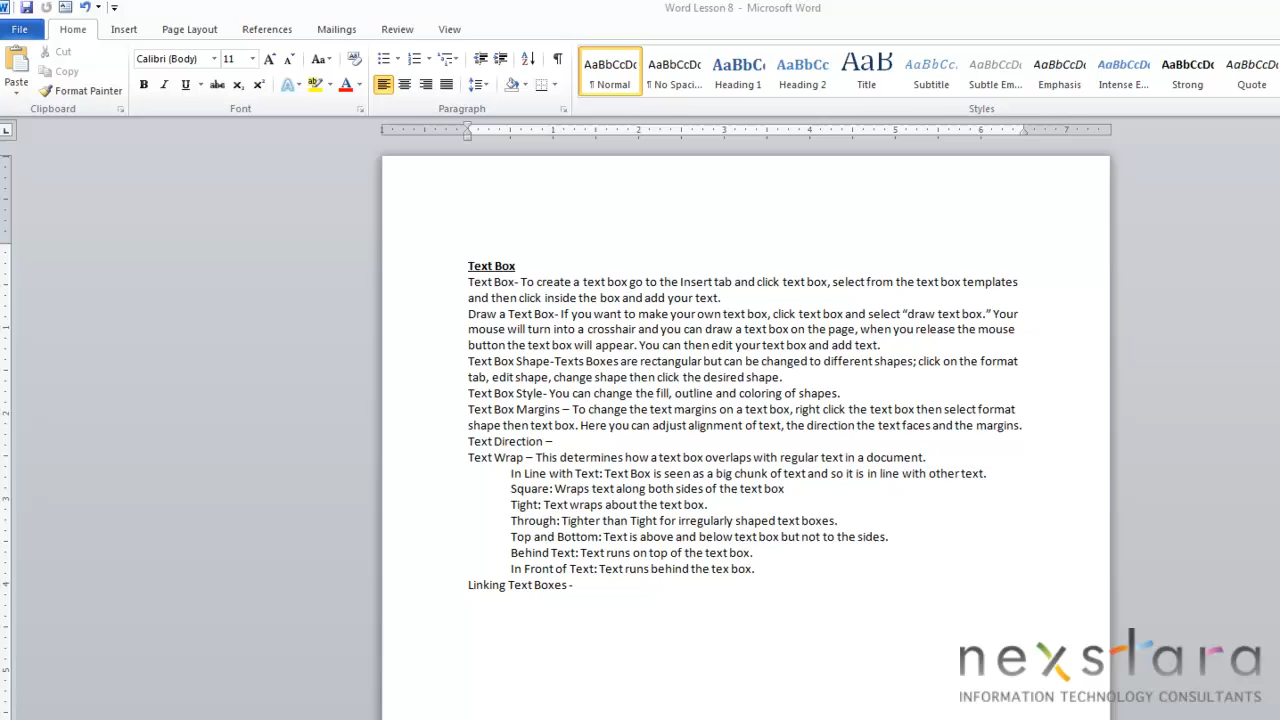 Word Lesson 8 - Microsoft Word
File Home Insert Page Layout References Mailings Review View
Paste
Cut
Copy
Format Painter
Clipboard
Calibri (Body) 11
Font
Paragraph
AaBbCcDc AaBbCcDc AaBbC AaBbCc AaB AaBbCc. AaBbCcDc AaBbCcDc AaBbCcDc AaBbCcDc AaBbCcDc
¶ Normal ¶ No Spaci... Heading 1 Heading 2 Title Subtitle Subtle Em... Emphasis Intense E... Strong Quote
Styles
1 1 2 3 4 5 6 7
Text Box
Text Box- To create a text box go to the Insert tab and click text box, select from the text box templates
and then click inside the box and add your text.
Draw a Text Box- If you want to make your own text box, click text box and select “draw text box.” Your
mouse will turn into a crosshair and you can draw a text box on the page, when you release the mouse
button the text box will appear. You can then edit your text box and add text.
Text Box Shape-Texts Boxes are rectangular but can be changed to different shapes; click on the format
tab, edit shape, change shape then click the desired shape.
Text Box Style- You can change the fill, outline and coloring of shapes.
Text Box Margins – To change the text margins on a text box, right click the text box then select format
shape then text box. Here you can adjust alignment of text, the direction the text faces and the margins.
Text Direction –
Text Wrap – This determines how a text box overlaps with regular text in a document.
In Line with Text: Text Box is seen as a big chunk of text and so it is in line with other text.
Square: Wraps text along both sides of the text box
Tight: Text wraps about the text box.
Through: Tighter than Tight for irregularly shaped text boxes.
Top and Bottom: Text is above and below text box but not to the sides.
Behind Text: Text runs on top of the text box.
In Front of Text: Text runs behind the tex box.
Linking Text Boxes -
nexstara
INFORMATION TECHNOLOGY CONSULTANTS